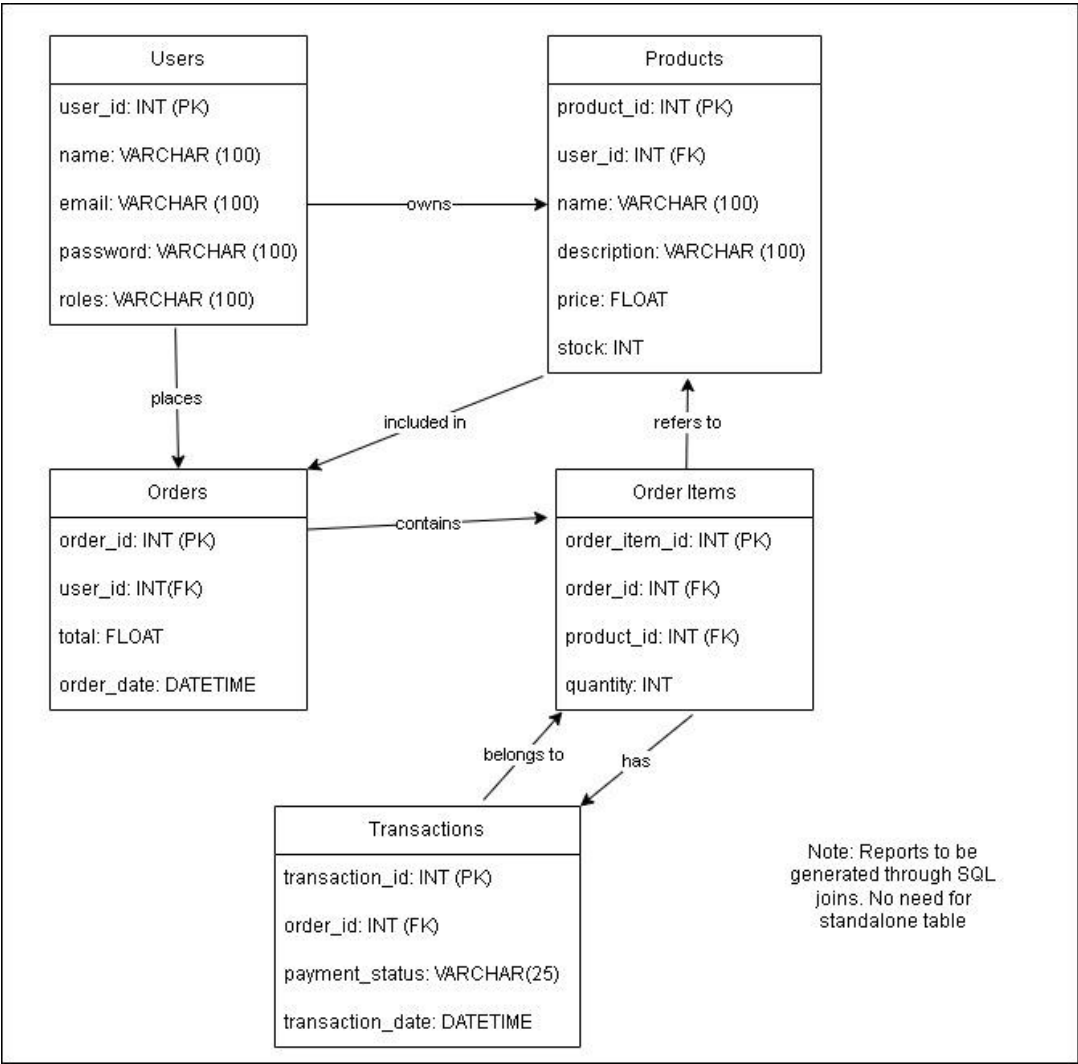 Users
user_id: INT (PK)
name: VARCHAR (100)
email: VARCHAR (100)
password: VARCHAR (100)
roles: VARCHAR (100)
owns
Products
product_id: INT (PK)
user_id: INT (FK)
name: VARCHAR (100)
description: VARCHAR (100)
price: FLOAT
stock: INT
places
included in
refers to
Orders
order_id: INT (PK)
user_id: INT(FK)
total: FLOAT
order_date: DATETIME
contains
Order Items
order_item_id: INT (PK)
order_id: INT (FK)
product_id: INT (FK)
quantity: INT
belongs to
has
Transactions
transaction_id: INT (PK)
order_id: INT (FK)
payment_status: VARCHAR(25)
transaction_date: DATETIME
Note: Reports to be
generated through SQL
joins. No need for
standalone table